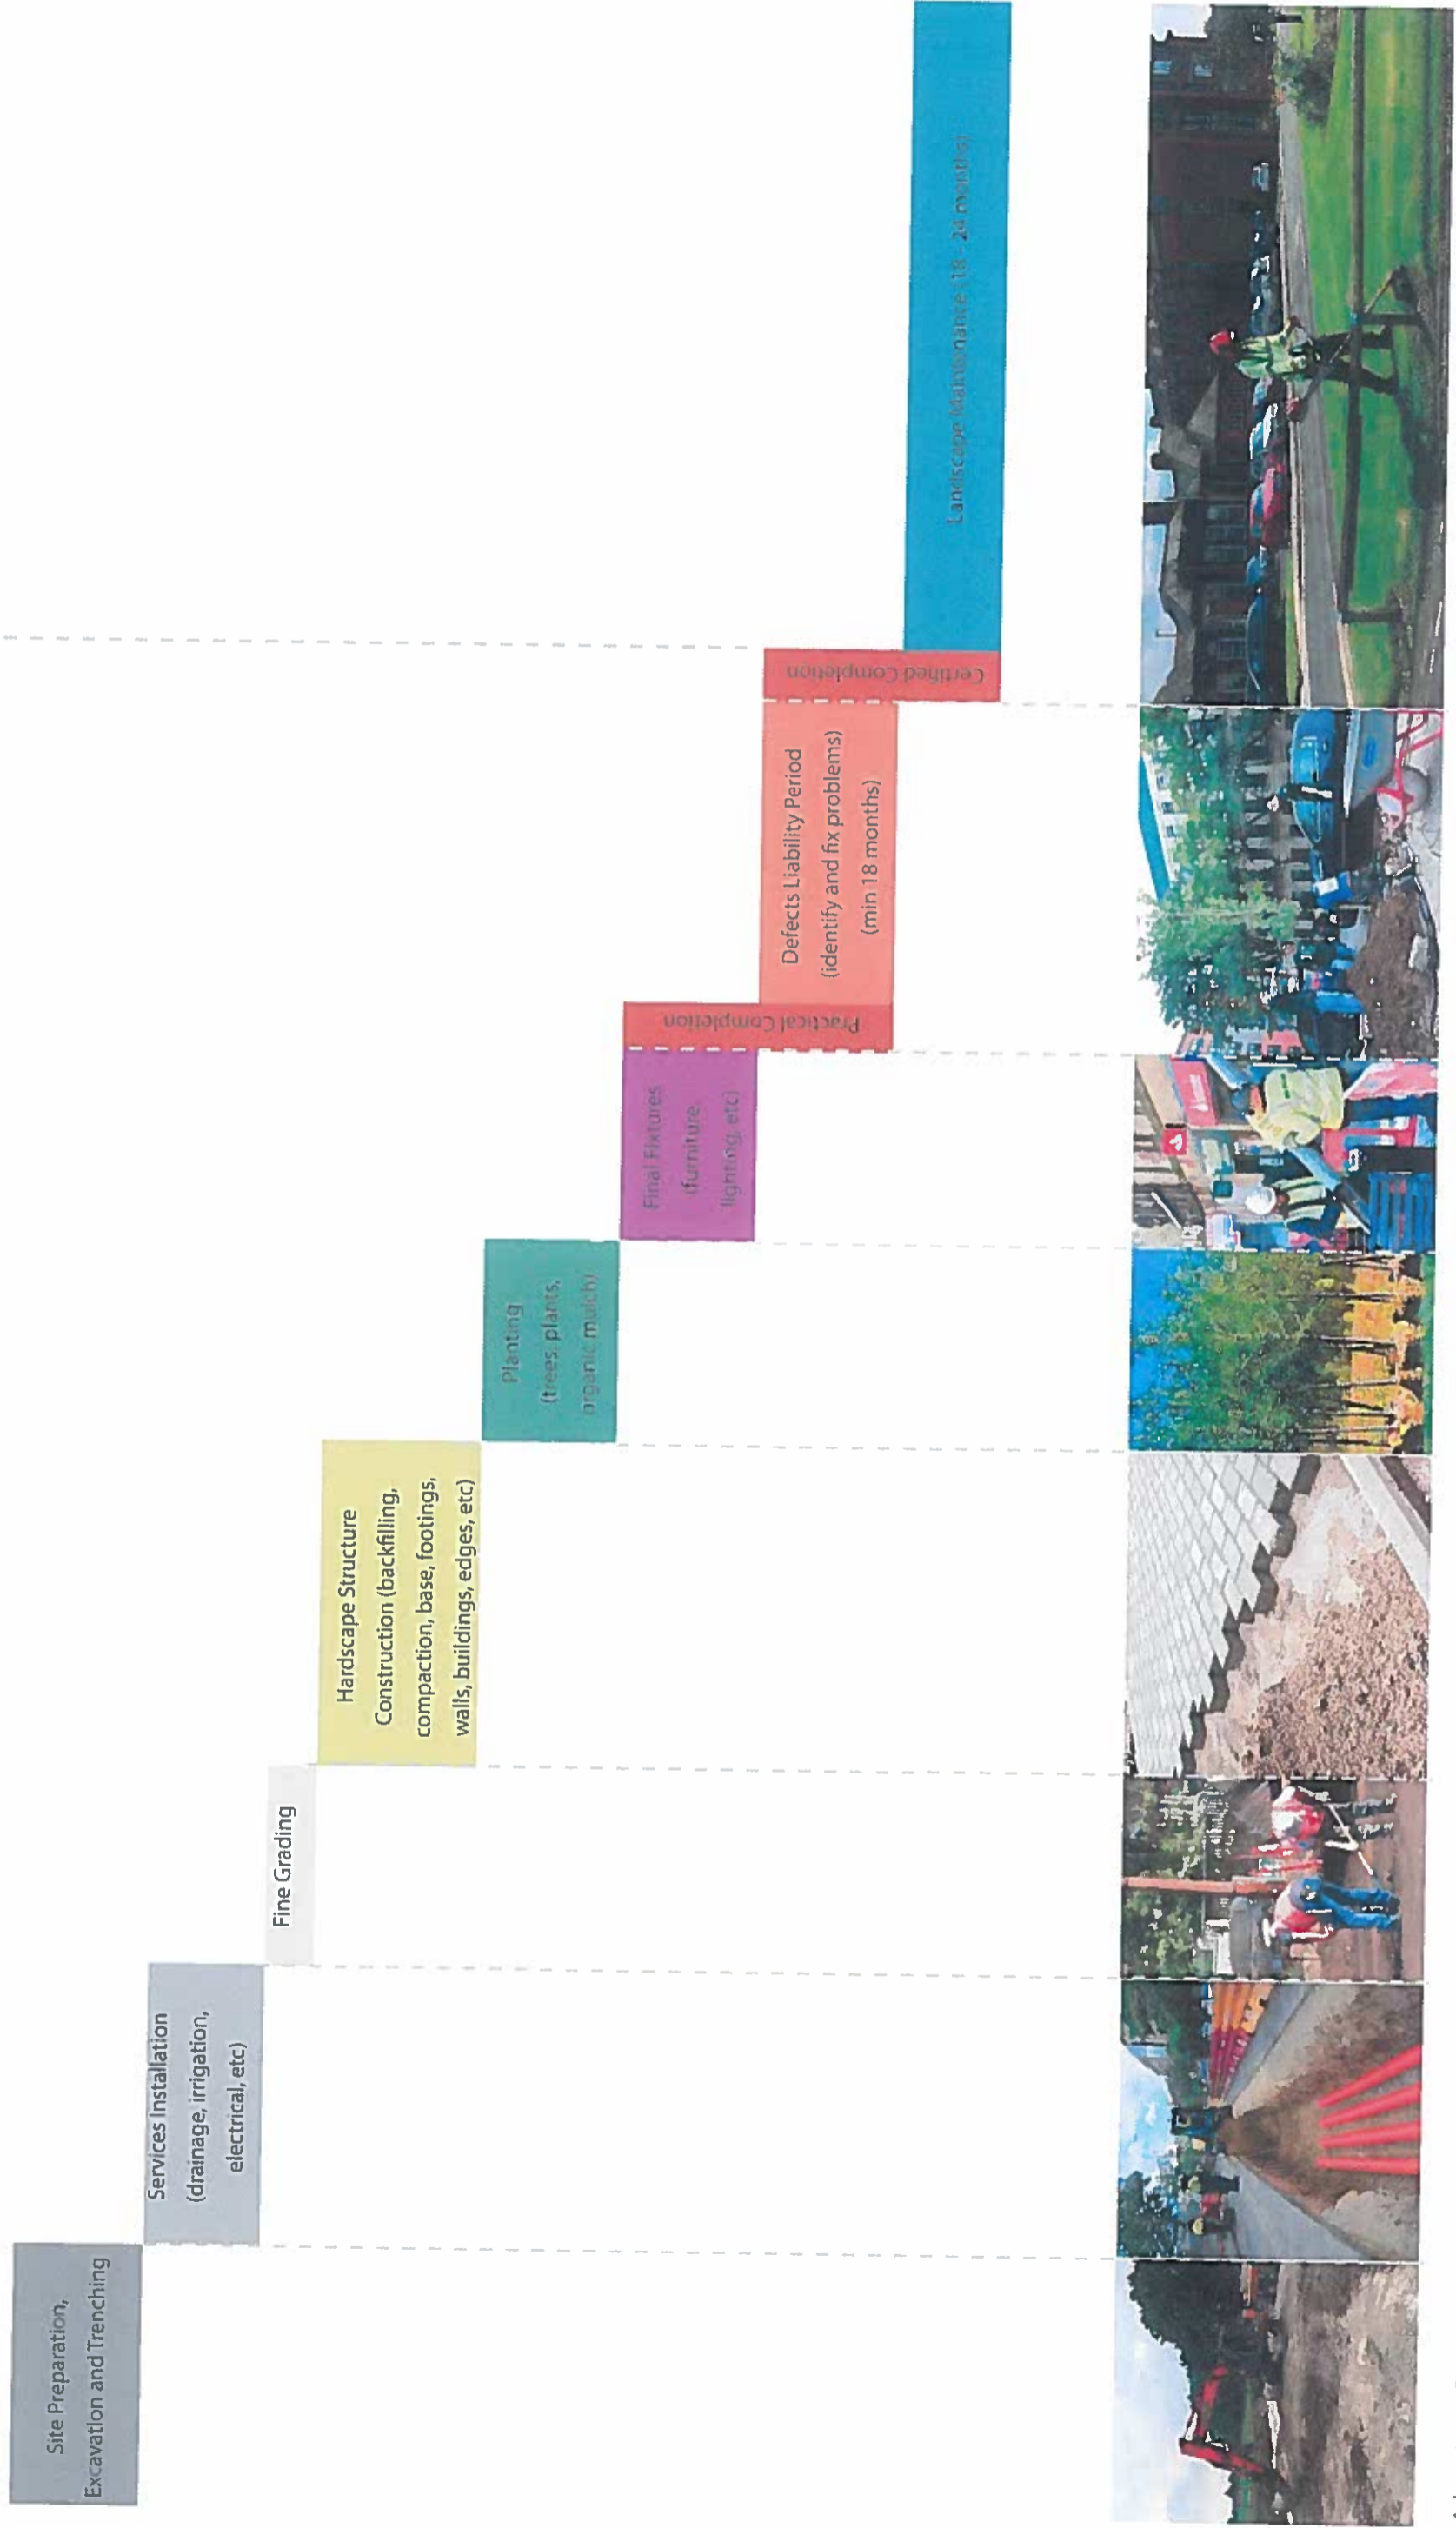 Site Preparation,
Excavation and Trenching
Services Installation
(drainage, irrigation,
electrical, etc)
Fine Grading
Hardscape Structure
Construction (backfilling,
compaction, base, footings,
walls, buildings, edges, etc)
Planting
(trees, plants,
organic mulch)
Final Fixtures
(furniture,
lighting, etc)
Practical Completion
Defects Liability Period
(identify and fix problems)
(min 18 months)
Certified Completion
Landscape Maintenance (18 - 24 months)